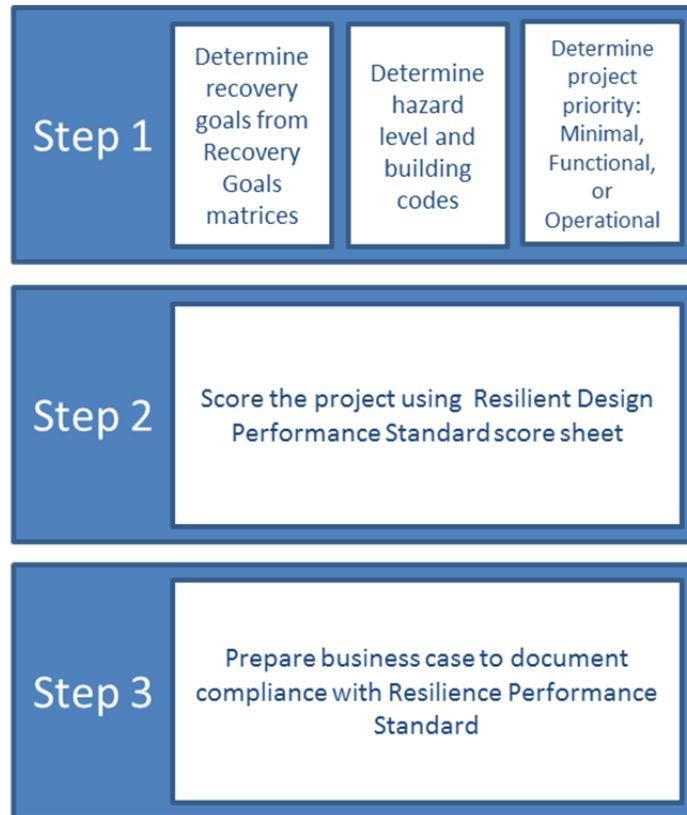 Step 1
Determine
recovery
goals from
Recovery
Goals
matrices
Determine
hazard
level and
building
codes
Determine
project
priority:
Minimal,
Functional,
or
Operational
Step 2
Score the project using Resilient Design
Performance Standard score sheet
Step 3
Prepare business case to document
compliance with Resilience Performance
Standard